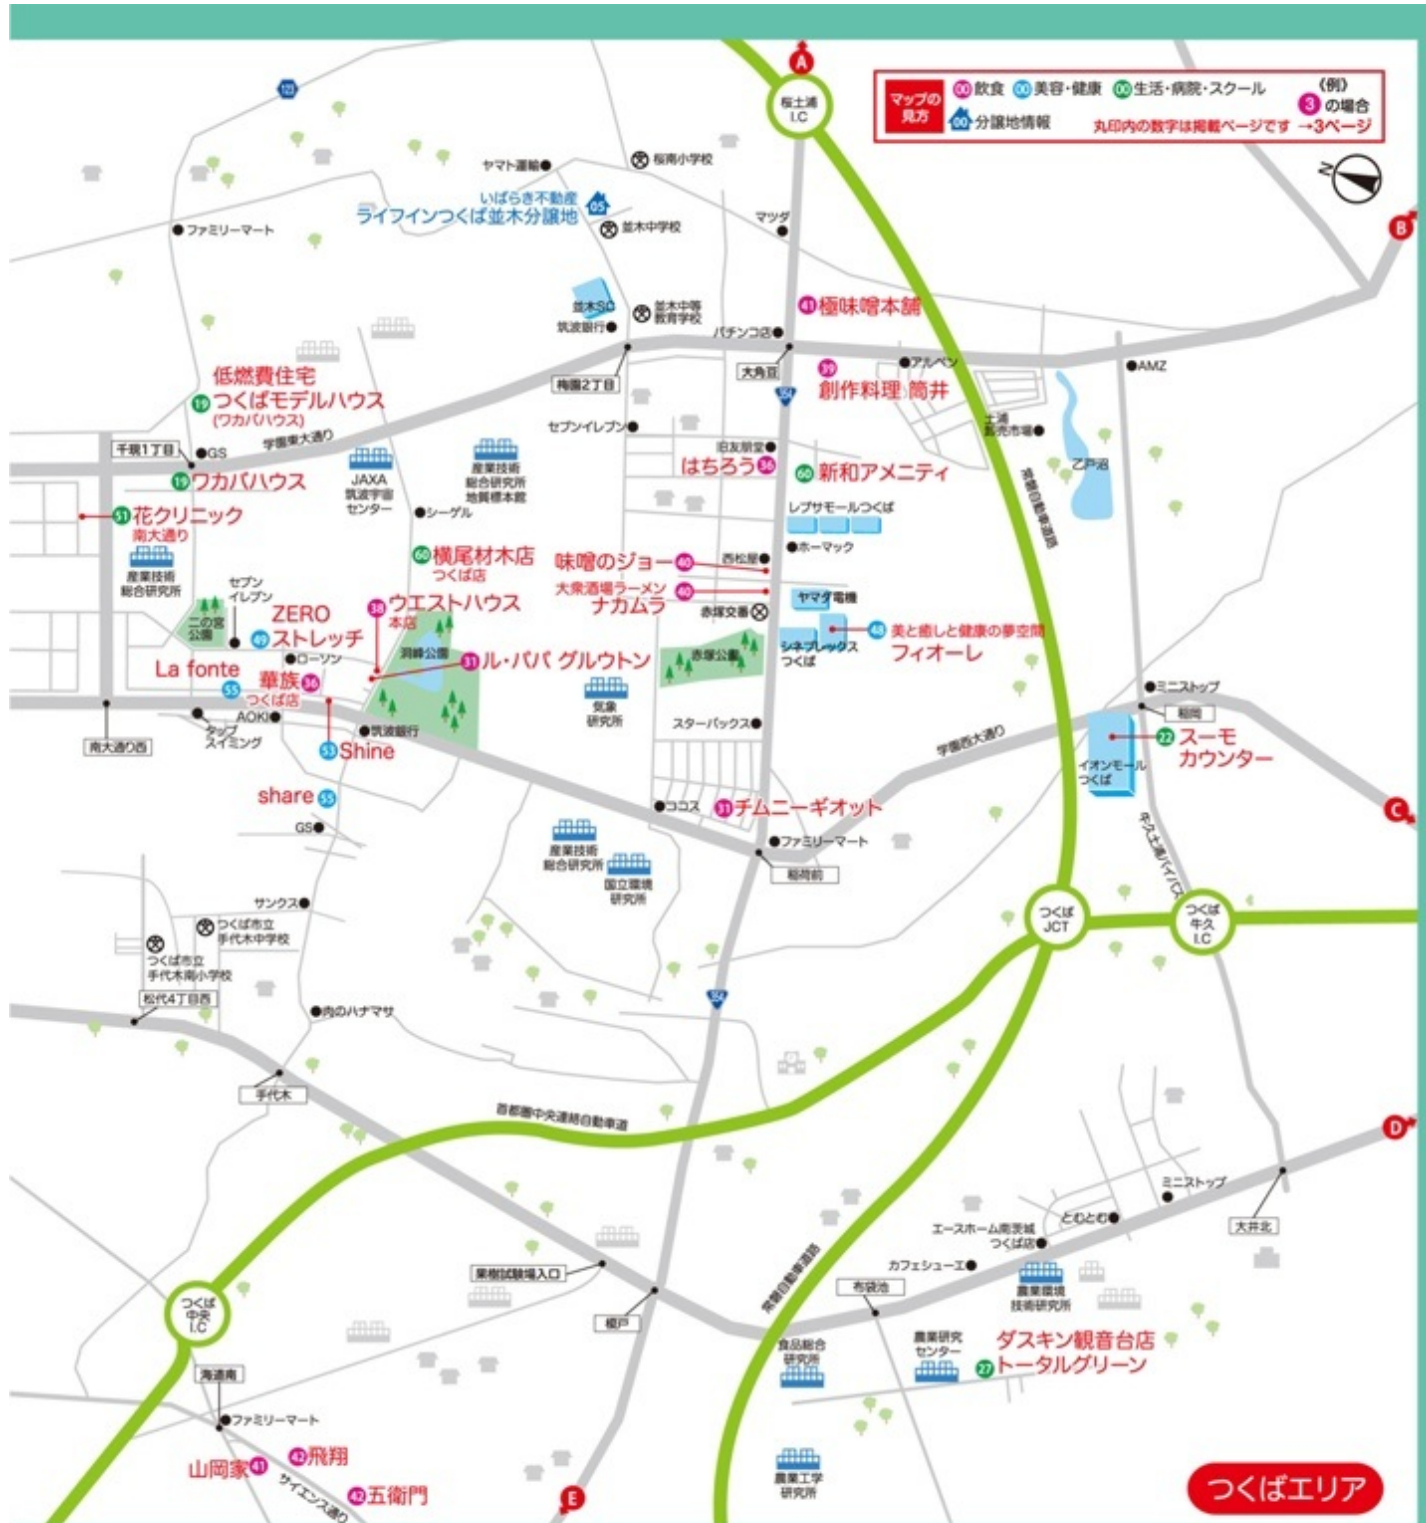 A
桜土浦
I.C
マップの
見方
00 飲食
00 美容・健康
00 生活・病院・スクール
00 分譲地情報
丸印内の数字は掲載ページです
〈例〉
3 の場合
→3ページ
N
123
ヤマト運輸
桜南小学校
いばらき不動産
ライフインつくば並木分譲地
05
並木中学校
マツダ
ファミリーマート
B
並木SC
筑波銀行
並木中等
教育学校
41 極味噌本舗
パチンコ店
大角豆
39
創作料理 筒井
アルペン
AMZ
梅園2丁目
354
低燃費住宅
19 つくばモデルハウス
(ワカバハウス)
学園東大通り
千現1丁目
GS
19 ワカバハウス
セブンイレブン
旧友朋堂
はちろう 36
60 新和アメニティ
土浦
卸売市場
乙戸沼
常磐自動車道路
JAXA
筑波宇宙
センター
産業技術
総合研究所
地質標本館
シーゲル
51 花クリニック
南大通り
産業技術
総合研究所
レプサモールつくば
ホーマック
西松屋
味噌のジョー 40
大衆酒場ラーメン
ナカムラ 40
赤塚交番
ヤマダ電機
60 横尾材木店
つくば店
38 ウエストハウス
本店
セブン
イレブン
二の宮
公園
ZERO
49 ストレッチ
洞峰公園
31 ル・パパ グルウトン
ローソン
La fonte
55
華族 36
つくば店
赤塚公園
シネプレックス
つくば
48 美と癒しと健康の夢空間
フィオーレ
気象
研究所
スターバックス
AOKI
タップ
スイミング
南大通り西
筑波銀行
53 Shine
ミニストップ
稲岡
学園西大通り
イオンモール
つくば
22 スーモ
カウンター
share 55
GS
ココス
31 チムニーギオット
ファミリーマート
稲荷前
C
牛久土浦バイパス
産業技術
総合研究所
国立環境
研究所
サンクス
つくば市立
手代木中学校
つくば市立
手代木南小学校
松代4丁目西
つくば
JCT
つくば
牛久
I.C
肉のハナマサ
354
手代木
首都圏中央連絡自動車道
D
ミニストップ
とむとむ
大井北
エースホーム南茨城
つくば店
カフェシューエ
布袋池
農業環境
技術研究所
常磐自動車道路
果樹試験場入口
榎戸
つくば
中央
I.C
食品総合
研究所
農業研究
センター
ダスキン観音台店
27 トータルグリーン
海道南
ファミリーマート
山岡家 41
42 飛翔
42 五衛門
サイエンス通り
E
農業工学
研究所
つくばエリア